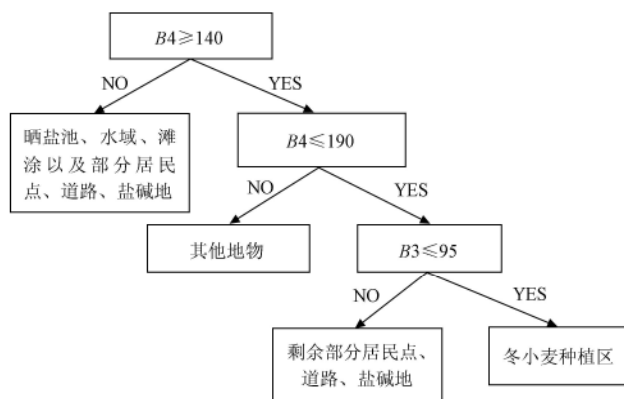 B4≥140
NO
YES
晒盐池、水域、滩
涂以及部分居民
点、道路、盐碱地
B4≤190
NO
YES
其他地物
B3≤95
NO
YES
剩余部分居民点、
道路、盐碱地
冬小麦种植区